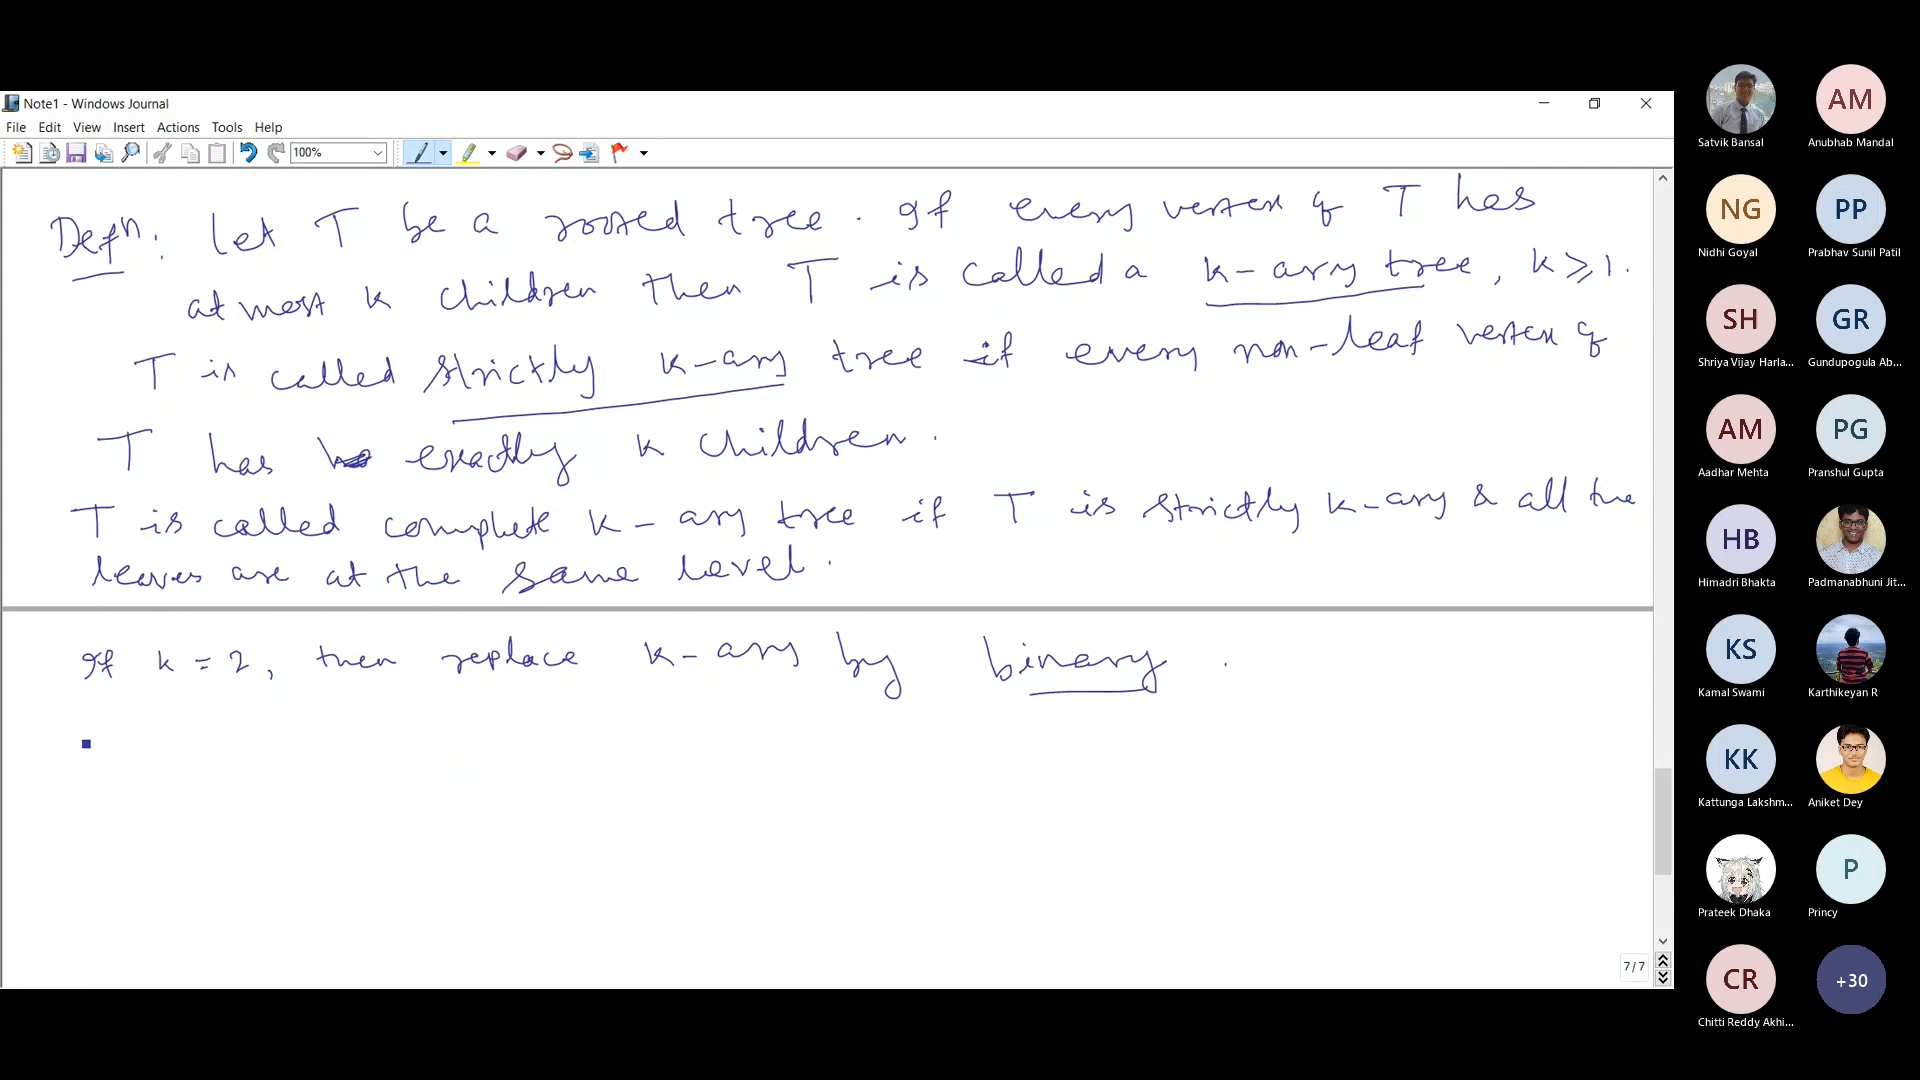 Note1 - Windows Journal
File Edit View Insert Actions Tools Help
100%
Defn: Let T be a rooted tree. If every vertex of T has
at most k children then T is called a k-ary tree, k ⩾ 1.
T is called strictly k-ary tree if every non-leaf vertex of
T has exactly k children.
T is called complete k-ary tree if T is strictly k-ary & all the
leaves are at the same level.
If k = 2, then replace k-ary by binary.
7/7
Satvik Bansal
AM
Anubhab Mandal
NG
Nidhi Goyal
PP
Prabhav Sunil Patil
SH
Shriya Vijay Harla...
GR
Gundupogula Ab...
AM
Aadhar Mehta
PG
Pranshul Gupta
HB
Himadri Bhakta
Padmanabhuni Jit...
KS
Kamal Swami
Karthikeyan R
KK
Kattunga Lakshm...
Aniket Dey
Prateek Dhaka
P
Princy
CR
Chitti Reddy Akhi...
+30